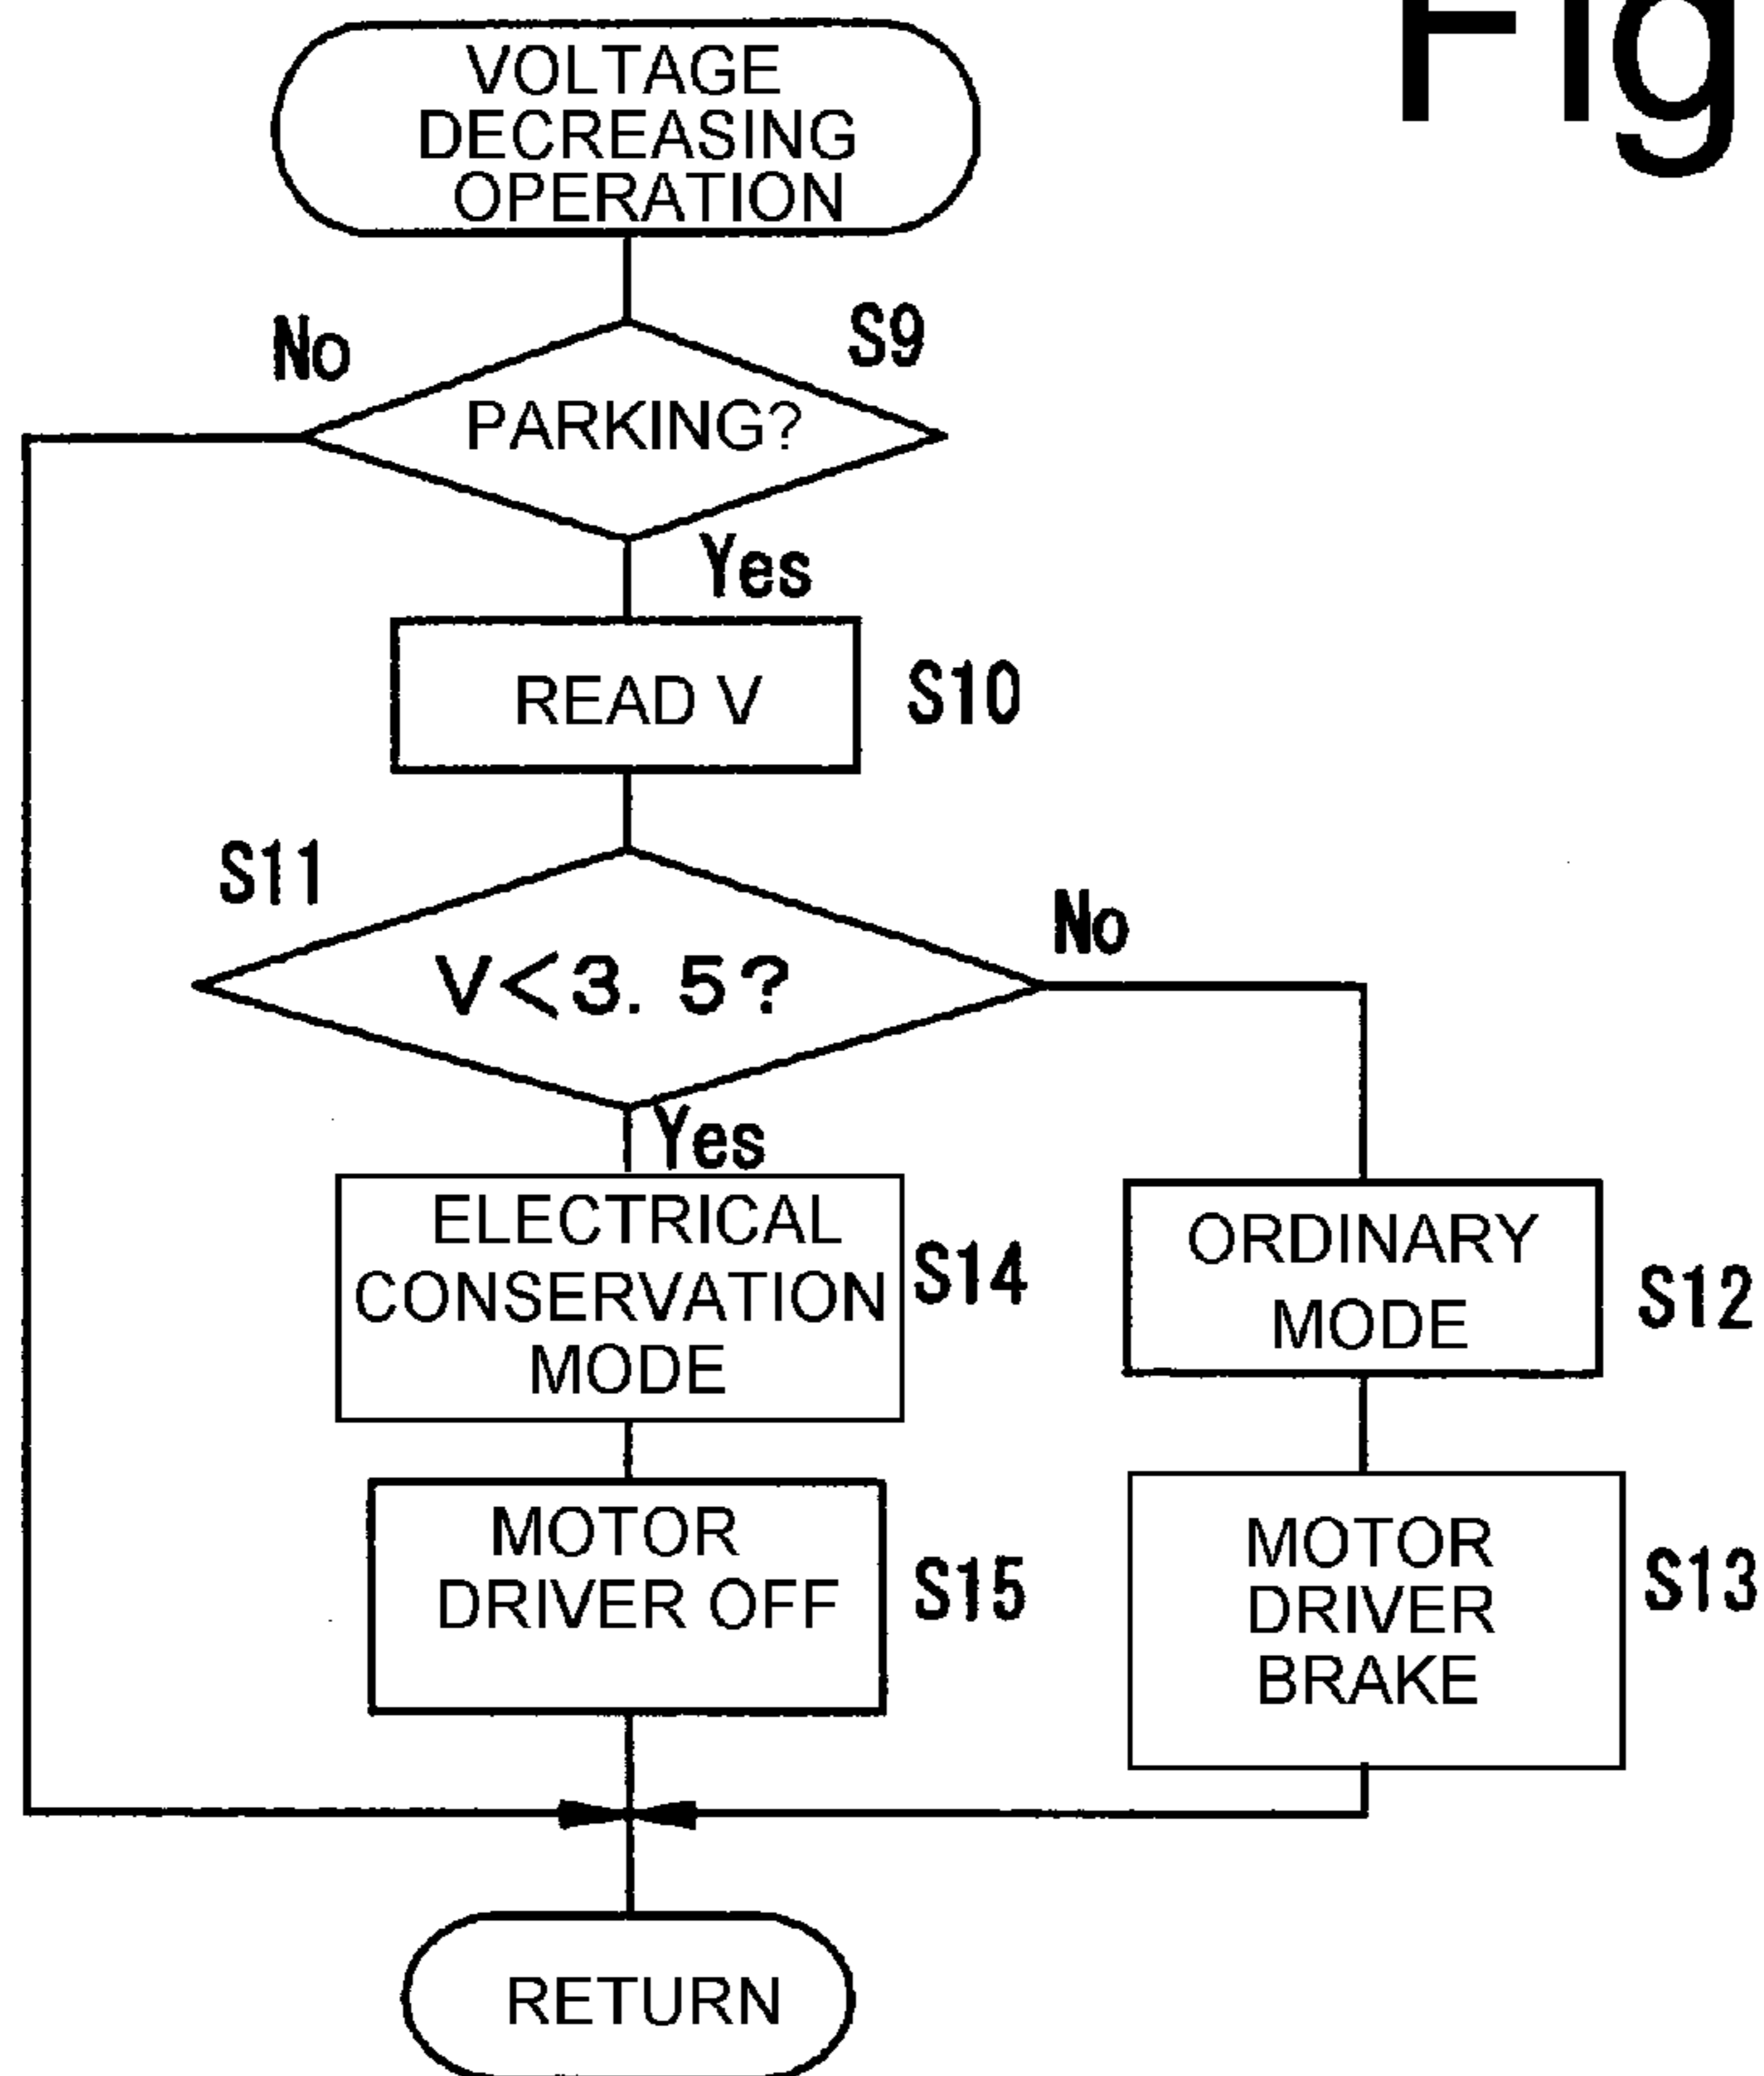 Fig
VOLTAGE
DECREASING
OPERATION
No
S9
PARKING?
Yes
READ V
S10
S11
V<3. 5?
No
Yes
ELECTRICAL
CONSERVATION
MODE
S14
ORDINARY
MODE
S12
MOTOR
DRIVER OFF
S15
MOTOR
DRIVER
BRAKE
S13
RETURN